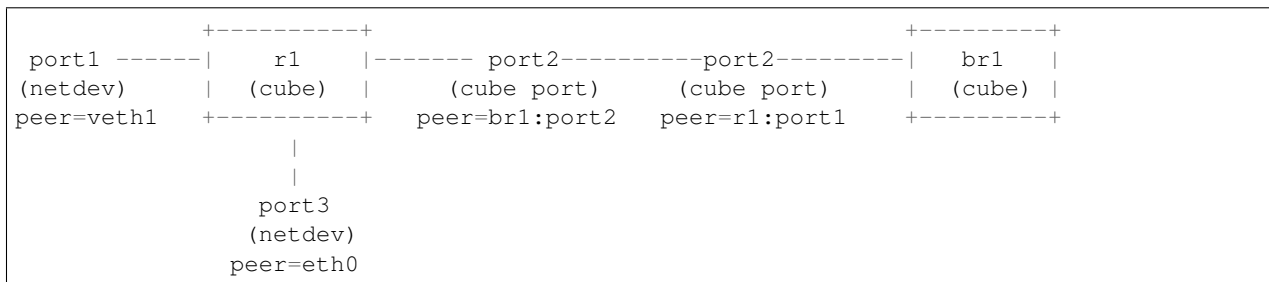 +----------+ +---------+
port1 ------| r1 |------- port2----------port2---------| br1 |
(netdev) | (cube) | (cube port) (cube port) | (cube) |
peer=veth1 +----------+ peer=br1:port2 peer=r1:port1 +---------+
|
|
port3
(netdev)
peer=eth0